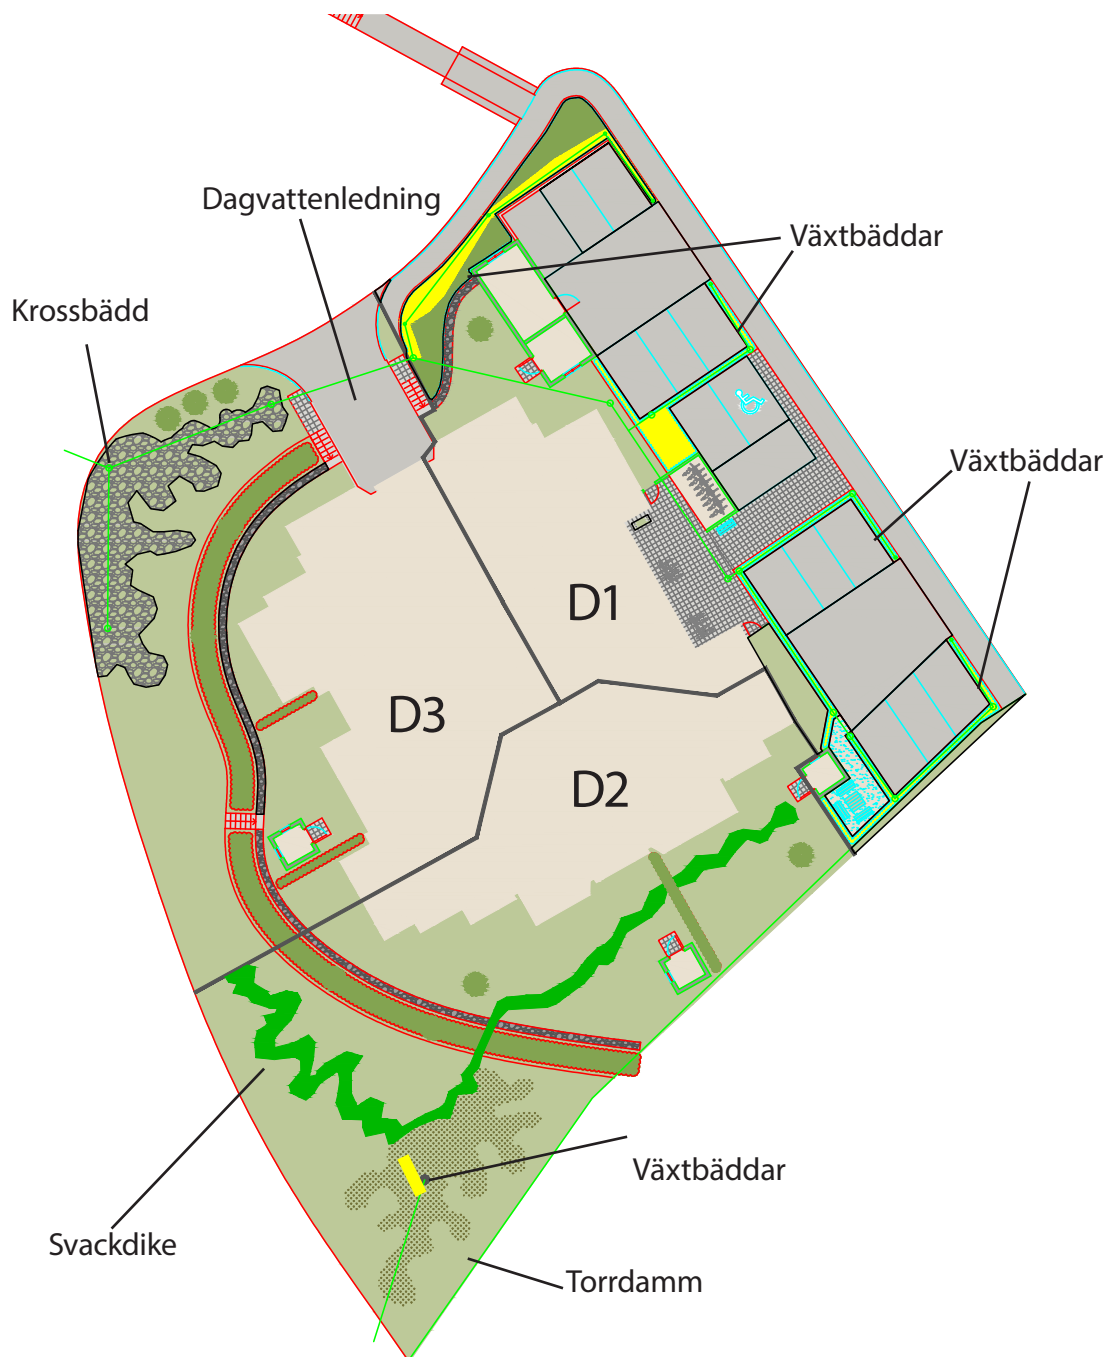 Dagvattenledning
Växtbäddar
Krossbädd
Växtbäddar
D1
D3
D2
Växtbäddar
Svackdike
Torrdamm